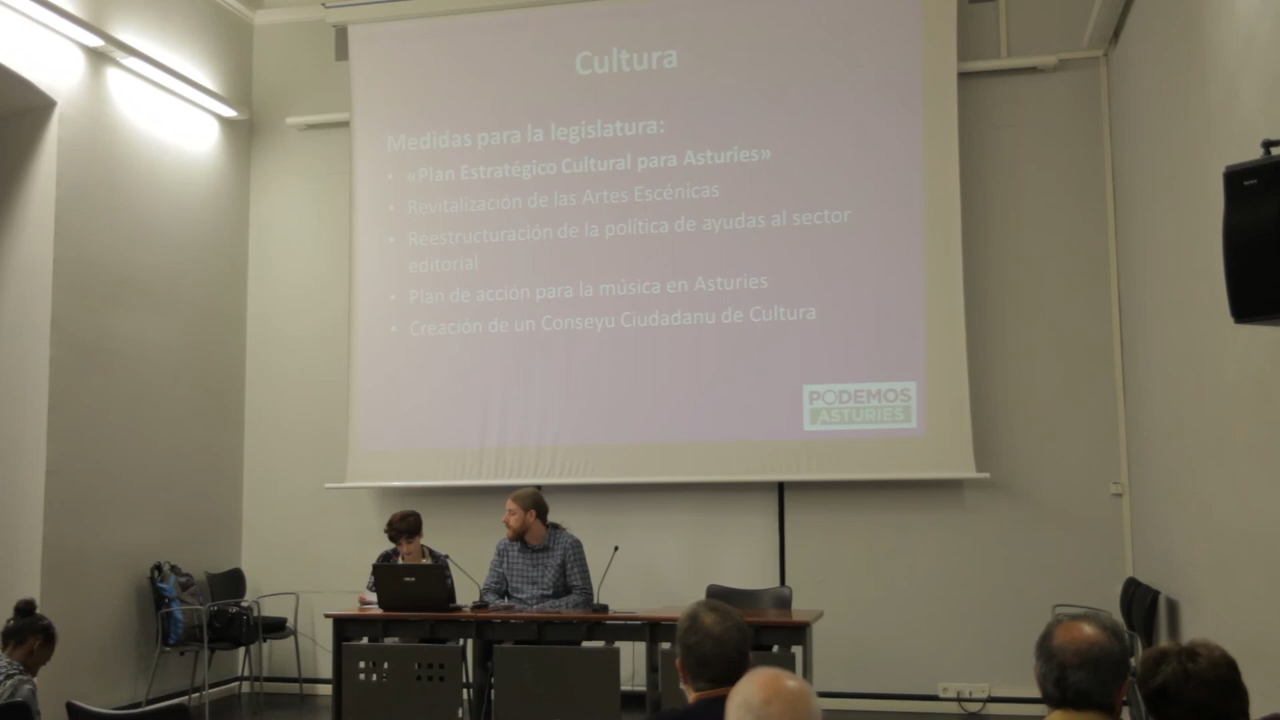 Cultura
Medidas para la legislatura:
• «Plan Estratégico Cultural para Asturies»
• Revitalización de las Artes Escénicas
• Reestructuración de la política de ayudas al sector
editorial
• Plan de acción para la música en Asturies
• Creación de un Conseyu Ciudadanu de Cultura
PODEMOS
ASTURIES